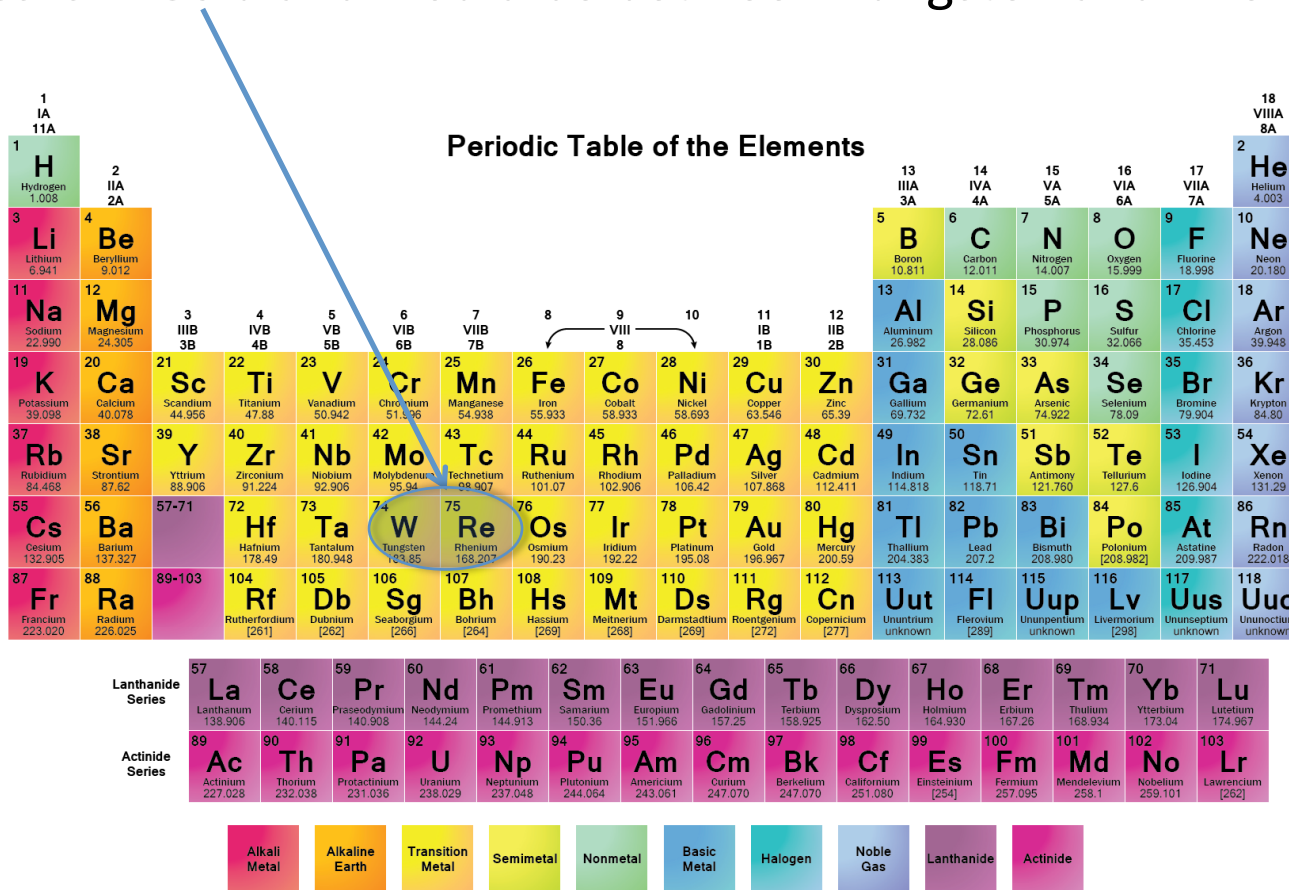 Periodic Table of the Elements
1 18
IA VIIIA
11A 8A
1 2
H He
Hydrogen Helium
1.008 4.003
2 13 14 15 16 17
IIA IIIA IVA VA VIA VIIA
2A 3A 4A 5A 6A 7A
3 4 5 6 7 8 9 10
Li Be B C N O F Ne
Lithium Beryllium Boron Carbon Nitrogen Oxygen Fluorine Neon
6.941 9.012 10.811 12.011 14.007 15.999 18.998 20.180
11 12 13 14 15 16 17 18
Na Mg Al Si P S Cl Ar
Sodium Magnesium Aluminum Silicon Phosphorus Sulfur Chlorine Argon
22.990 24.305 26.982 28.086 30.974 32.066 35.453 39.948
3 4 5 6 7 8 9 10 11 12
IIIB IVB VB VIB VIIB VIII IB IIB
3B 4B 5B 6B 7B 8 1B 2B
19 20 21 22 23 24 25 26 27 28 29 30 31 32 33 34 35 36
K Ca Sc Ti V Cr Mn Fe Co Ni Cu Zn Ga Ge As Se Br Kr
Potassium Calcium Scandium Titanium Vanadium Chromium Manganese Iron Cobalt Nickel Copper Zinc Gallium Germanium Arsenic Selenium Bromine Krypton
39.098 40.078 44.956 47.88 50.942 51.996 54.938 55.933 58.933 58.693 63.546 65.39 69.732 72.61 74.922 78.09 79.904 84.80
37 38 39 40 41 42 43 44 45 46 47 48 49 50 51 52 53 54
Rb Sr Y Zr Nb Mo Tc Ru Rh Pd Ag Cd In Sn Sb Te I Xe
Rubidium Strontium Yttrium Zirconium Niobium Molybdenum Technetium Ruthenium Rhodium Palladium Silver Cadmium Indium Tin Antimony Tellurium Iodine Xenon
84.468 87.62 88.906 91.224 92.906 95.94 98.907 101.07 102.906 106.42 107.868 112.411 114.818 118.71 121.760 127.6 126.904 131.29
55 56 57-71 72 73 74 75 76 77 78 79 80 81 82 83 84 85 86
Cs Ba Hf Ta W Re Os Ir Pt Au Hg Tl Pb Bi Po At Rn
Cesium Barium Hafnium Tantalum Tungsten Rhenium Osmium Iridium Platinum Gold Mercury Thallium Lead Bismuth Polonium Astatine Radon
132.905 137.327 178.49 180.948 183.85 168.207 190.23 192.22 195.08 196.967 200.59 204.383 207.2 208.980 [208.982] 209.987 222.018
87 88 89-103 104 105 106 107 108 109 110 111 112 113 114 115 116 117 118
Fr Ra Rf Db Sg Bh Hs Mt Ds Rg Cn Uut Fl Uup Lv Uus Uuo
Francium Radium Rutherfordium Dubnium Seaborgium Bohrium Hassium Meitnerium Darmstadtium Roentgenium Copernicium Ununtrium Flerovium Ununpentium Livermorium Ununseptium Ununoctium
223.020 226.025 [261] [262] [266] [264] [269] [268] [269] [272] [277] unknown [289] unknown [298] unknown unknown
Lanthanide
Series
57 58 59 60 61 62 63 64 65 66 67 68 69 70 71
La Ce Pr Nd Pm Sm Eu Gd Tb Dy Ho Er Tm Yb Lu
Lanthanum Cerium Praseodymium Neodymium Promethium Samarium Europium Gadolinium Terbium Dysprosium Holmium Erbium Thulium Ytterbium Lutetium
138.906 140.115 140.908 144.24 144.913 150.36 151.966 157.25 158.925 162.50 164.930 167.26 168.934 173.04 174.967
Actinide
Series
89 90 91 92 93 94 95 96 97 98 99 100 101 102 103
Ac Th Pa U Np Pu Am Cm Bk Cf Es Fm Md No Lr
Actinium Thorium Protactinium Uranium Neptunium Plutonium Americium Curium Berkelium Californium Einsteinium Fermium Mendelevium Nobelium Lawrencium
227.028 232.038 231.036 238.029 237.048 244.064 243.061 247.070 247.070 251.080 [254] 257.095 258.1 259.101 [262]
Alkali Metal
Alkaline Earth
Transition Metal
Semimetal
Nonmetal
Basic Metal
Halogen
Noble Gas
Lanthanide
Actinide